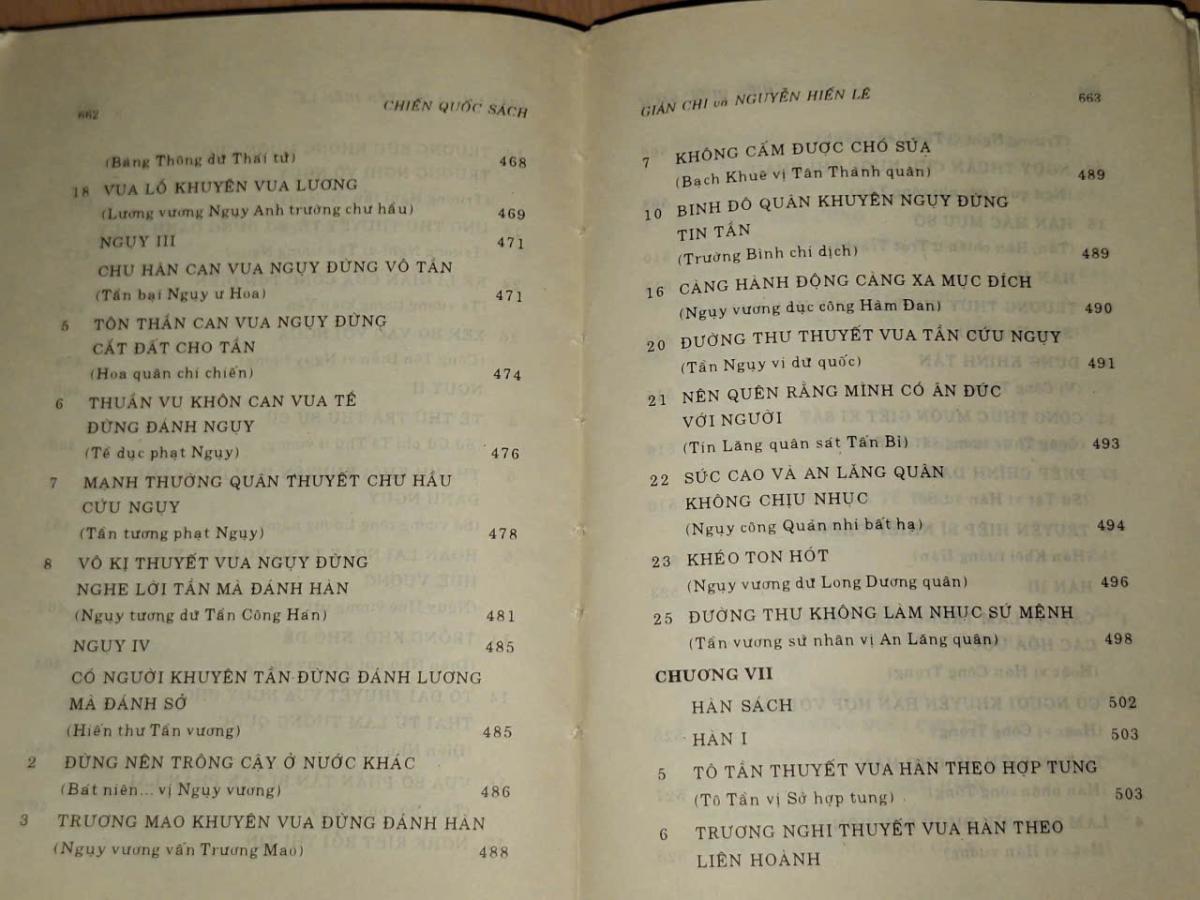 662
CHIẾN QUỐC SÁCH
(Bàng Thông dư Thái tử)
468
18 VUA LỖ KHUYÊN VUA LƯƠNG
(Lương vương Ngụy Anh trường chư hầu)
469
NGỤY III
471
CHU HÂN CAN VUA NGỤY ĐỪNG VÔ TẦN
(Tần bại Ngụy ư Hoa)
471
5 TÔN THẦN CAN VUA NGỤY ĐỪNG
CẮT ĐẤT CHO TẦN
(Hoa quân chi chiến)
474
6 THUẦN VU KHÔN CAN VUA TỀ
ĐỪNG ĐÁNH NGỤY
(Tề dục phạt Ngụy)
476
7 MẠNH THƯỜNG QUÂN THUYẾT CHƯ HẦU
CỨU NGỤY
(Tần tương phạt Ngụy)
478
8 VÔ KỊ THUYẾT VUA NGỤY ĐỪNG
NGHE LỜI TẦN MÀ ĐÁNH HÀN
(Ngụy tương dữ Tần Công Hàn)
481
NGỤY IV
485
CÓ NGƯỜI KHUYÊN TẦN ĐỪNG ĐÁNH LƯƠNG
MÀ ĐÁNH SỞ
(Hiến thư Tần vương)
485
2 ĐỪNG NÊN TRÔNG CẬY Ở NƯỚC KHÁC
(Bát niên... vị Ngụy vương)
486
3 TRƯƠNG MAO KHUYÊN VUA ĐỪNG ĐÁNH HÀN
(Ngụy vương vấn Trương Mao)
488
GIẢN CHI và NGUYỄN HIẾN LÊ
663
7 KHÔNG CẤM ĐƯỢC CHÓ SỦA
(Bạch Khuê vị Tân Thành quân)
489
10 BINH ĐÔ QUÂN KHUYÊN NGỤY ĐỪNG
TIN TẦN
(Trường Bình chi dịch)
489
16 CÀNG HÀNH ĐỘNG CÀNG XA MỤC ĐÍCH
(Ngụy vương dục công Hàm Đan)
490
20 ĐƯỜNG THƯ THUYẾT VUA TẦN CỨU NGỤY
(Tần Ngụy vi dữ quốc)
491
21 NÊN QUÊN RẰNG MÌNH CÓ ÂN ĐỨC
VỚI NGƯỜI
(Tín Lăng quân sát Tấn Bỉ)
493
22 SÚC CAO VÀ AN LĂNG QUÂN
KHÔNG CHỊU NHỤC
(Ngụy công Quản nhi bất hạ)
494
23 KHÉO TON HÓT
(Ngụy vương dữ Long Dương quân)
496
25 ĐƯỜNG THƯ KHÔNG LÀM NHỤC SỨ MỆNH
(Tần vương sứ nhân vị An Lăng quân)
498
CHƯƠNG VII
HÀN SÁCH
502
HÀN I
503
5 TÔ TẦN THUYẾT VUA HÀN THEO HỢP TUNG
(Tô Tần vị Sở hợp tung)
503
6 TRƯƠNG NGHI THUYẾT VUA HÀN THEO
LIÊN HOÀNH